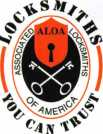 LOCKSMITHS
ASSOCIATED
ALOA
LOCKSMITHS
OF AMERICA
YOU CAN TRUST